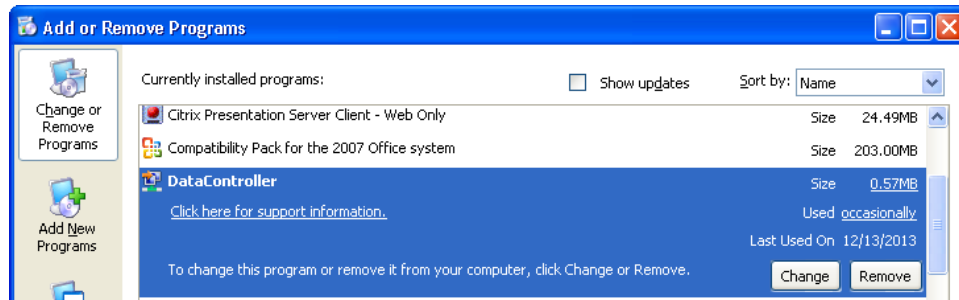 Add or Remove Programs
Change or
Remove
Programs
Add New
Programs
Currently installed programs:
Show updates
Sort by: Name
Citrix Presentation Server Client - Web Only Size 24.49MB
Compatibility Pack for the 2007 Office system Size 203.00MB
DataController Size 0.57MB
Click here for support information. Used occasionally
Last Used On 12/13/2013
To change this program or remove it from your computer, click Change or Remove. Change Remove